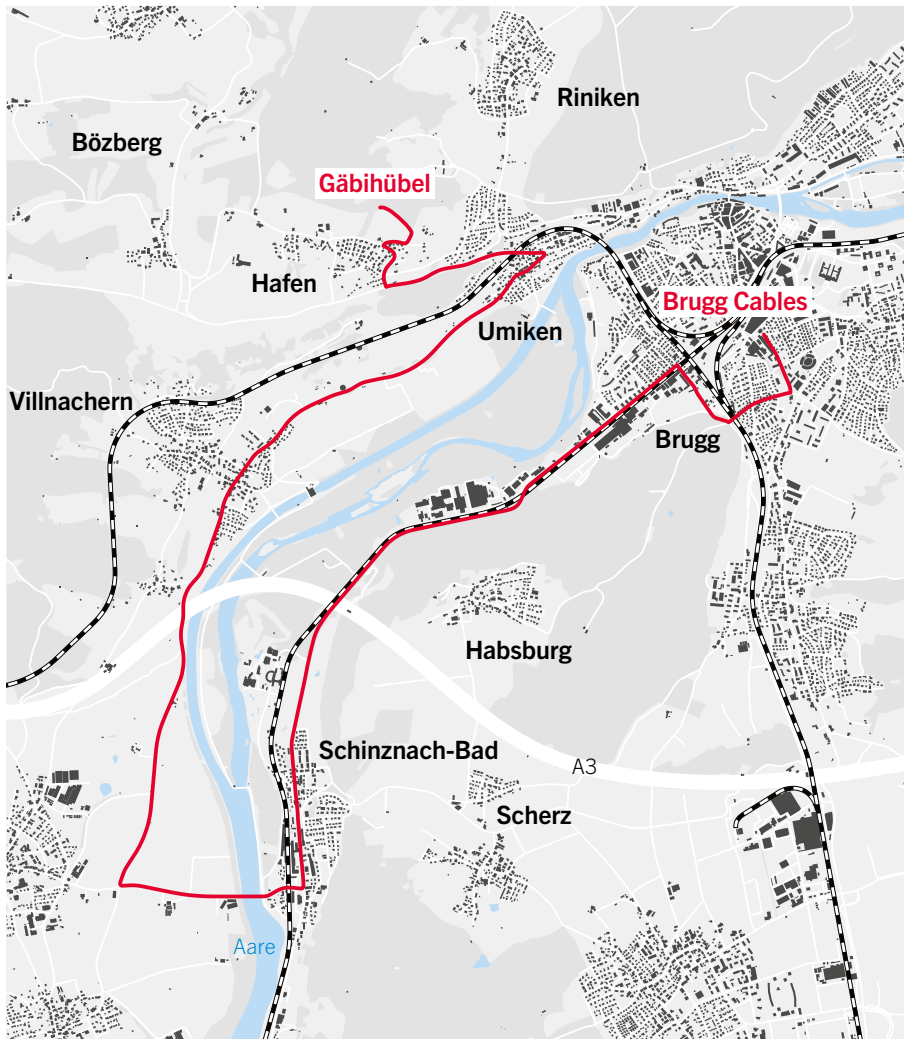 Riniken
Bözberg
Gäbihübel
Hafen
Brugg Cables
Umiken
Villnachern
Brugg
Habsburg
Schinznach-Bad
A3
Scherz
Aare